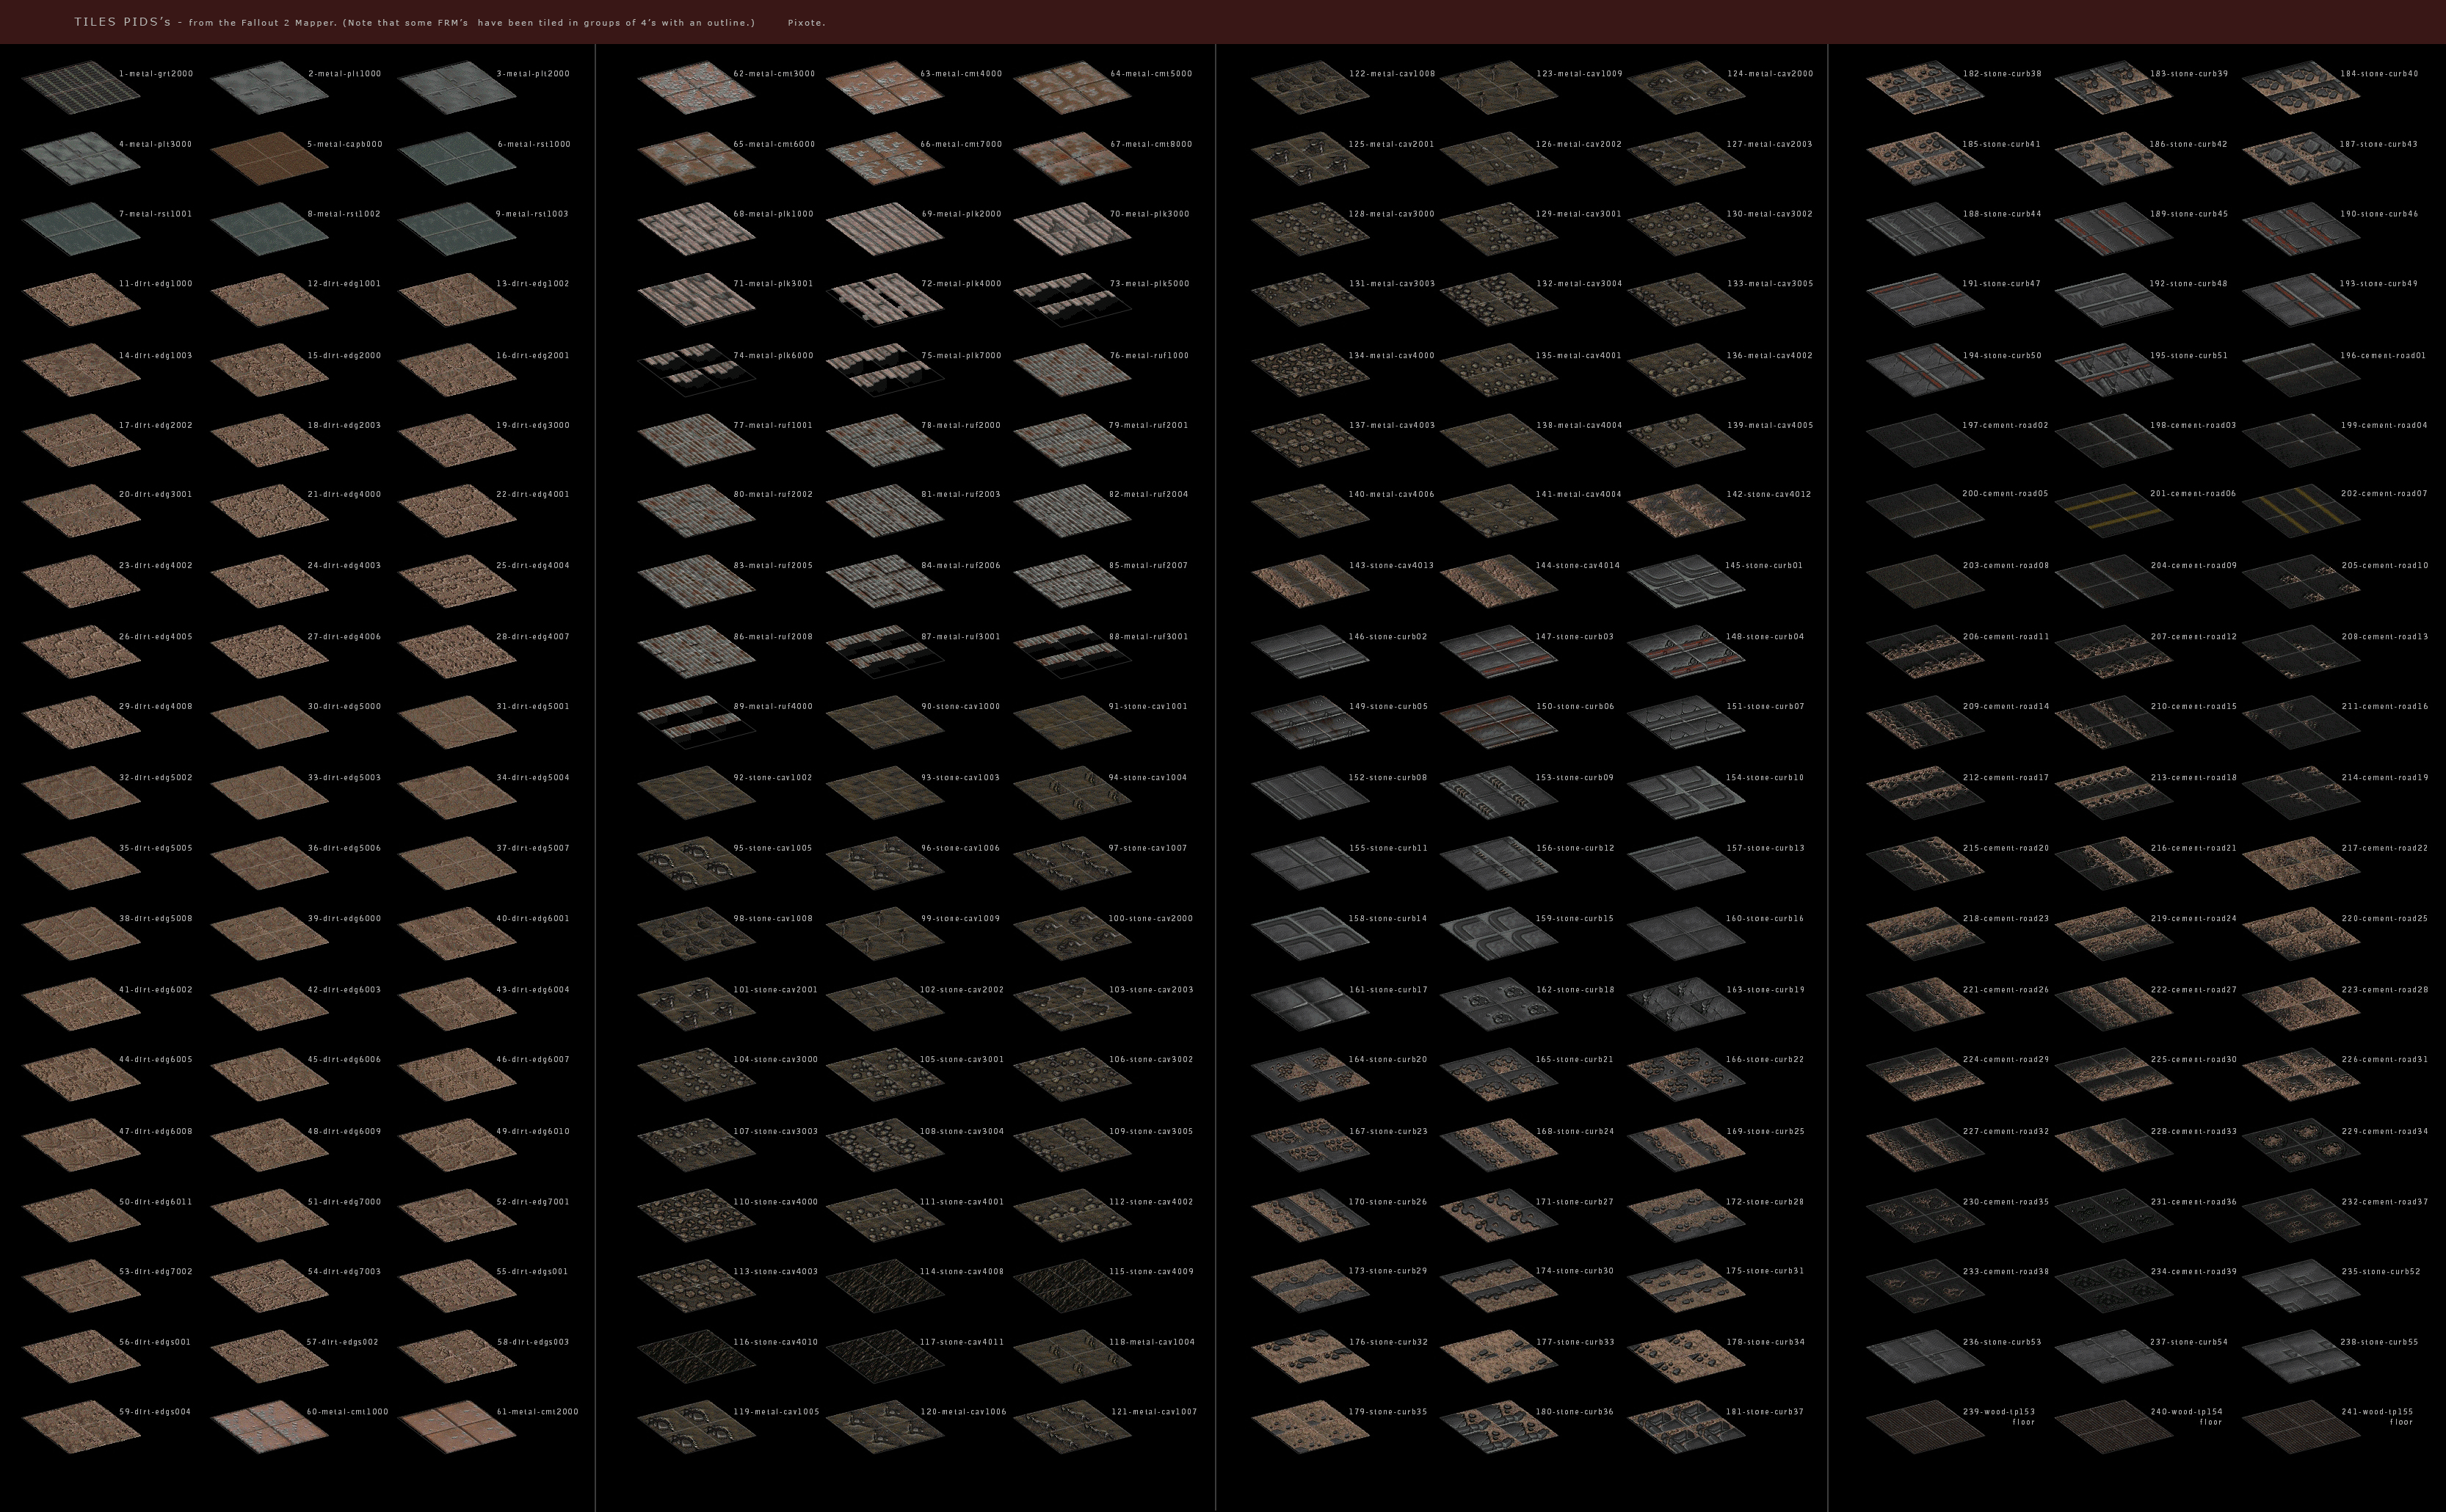 TILES PIDS's - from the Fallout 2 Mapper. (Note that some FRM's have been tiled in groups of 4's with an outline.) Pixote.
1-metal-grt2000 2-metal-plt1000 3-metal-plt2000
4-metal-plt3000 5-metal-capb000 6-metal-rst1000
7-metal-rst1001 8-metal-rst1002 9-metal-rst1003
11-dirt-edg1000 12-dirt-edg1001 13-dirt-edg1002
14-dirt-edg1003 15-dirt-edg2000 16-dirt-edg2001
17-dirt-edg2002 18-dirt-edg2003 19-dirt-edg3000
20-dirt-edg3001 21-dirt-edg4000 22-dirt-edg4001
23-dirt-edg4002 24-dirt-edg4003 25-dirt-edg4004
26-dirt-edg4005 27-dirt-edg4006 28-dirt-edg4007
29-dirt-edg4008 30-dirt-edg5000 31-dirt-edg5001
32-dirt-edg5002 33-dirt-edg5003 34-dirt-edg5004
35-dirt-edg5005 36-dirt-edg5006 37-dirt-edg5007
38-dirt-edg5008 39-dirt-edg6000 40-dirt-edg6001
41-dirt-edg6002 42-dirt-edg6003 43-dirt-edg6004
44-dirt-edg6005 45-dirt-edg6006 46-dirt-edg6007
47-dirt-edg6008 48-dirt-edg6009 49-dirt-edg6010
50-dirt-edg6011 51-dirt-edg7000 52-dirt-edg7001
53-dirt-edg7002 54-dirt-edg7003 55-dirt-edgs001
56-dirt-edgs001 57-dirt-edgs002 58-dirt-edgs003
59-dirt-edgs004 60-metal-cmt1000 61-metal-cmt2000
62-metal-cmt3000 63-metal-cmt4000 64-metal-cmt5000
65-metal-cmt6000 66-metal-cmt7000 67-metal-cmt8000
68-metal-plk1000 69-metal-plk2000 70-metal-plk3000
71-metal-plk3001 72-metal-plk4000 73-metal-plk5000
74-metal-plk6000 75-metal-plk7000 76-metal-ruf1000
77-metal-ruf1001 78-metal-ruf2000 79-metal-ruf2001
80-metal-ruf2002 81-metal-ruf2003 82-metal-ruf2004
83-metal-ruf2005 84-metal-ruf2006 85-metal-ruf2007
86-metal-ruf2008 87-metal-ruf3001 88-metal-ruf3001
89-metal-ruf4000 90-stone-cav1000 91-stone-cav1001
92-stone-cav1002 93-stone-cav1003 94-stone-cav1004
95-stone-cav1005 96-stone-cav1006 97-stone-cav1007
98-stone-cav1008 99-stone-cav1009 100-stone-cav2000
101-stone-cav2001 102-stone-cav2002 103-stone-cav2003
104-stone-cav3000 105-stone-cav3001 106-stone-cav3002
107-stone-cav3003 108-stone-cav3004 109-stone-cav3005
110-stone-cav4000 111-stone-cav4001 112-stone-cav4002
113-stone-cav4003 114-stone-cav4008 115-stone-cav4009
116-stone-cav4010 117-stone-cav4011 118-metal-cav1004
119-metal-cav1005 120-metal-cav1006 121-metal-cav1007
122-metal-cav1008 123-metal-cav1009 124-metal-cav2000
125-metal-cav2001 126-metal-cav2002 127-metal-cav2003
128-metal-cav3000 129-metal-cav3001 130-metal-cav3002
131-metal-cav3003 132-metal-cav3004 133-metal-cav3005
134-metal-cav4000 135-metal-cav4001 136-metal-cav4002
137-metal-cav4003 138-metal-cav4004 139-metal-cav4005
140-metal-cav4006 141-metal-cav4004 142-stone-cav4012
143-stone-cav4013 144-stone-cav4014 145-stone-curb01
146-stone-curb02 147-stone-curb03 148-stone-curb04
149-stone-curb05 150-stone-curb06 151-stone-curb07
152-stone-curb08 153-stone-curb09 154-stone-curb10
155-stone-curb11 156-stone-curb12 157-stone-curb13
158-stone-curb14 159-stone-curb15 160-stone-curb16
161-stone-curb17 162-stone-curb18 163-stone-curb19
164-stone-curb20 165-stone-curb21 166-stone-curb22
167-stone-curb23 168-stone-curb24 169-stone-curb25
170-stone-curb26 171-stone-curb27 172-stone-curb28
173-stone-curb29 174-stone-curb30 175-stone-curb31
176-stone-curb32 177-stone-curb33 178-stone-curb34
179-stone-curb35 180-stone-curb36 181-stone-curb37
182-stone-curb38 183-stone-curb39 184-stone-curb40
185-stone-curb41 186-stone-curb42 187-stone-curb43
188-stone-curb44 189-stone-curb45 190-stone-curb46
191-stone-curb47 192-stone-curb48 193-stone-curb49
194-stone-curb50 195-stone-curb51 196-cement-road01
197-cement-road02 198-cement-road03 199-cement-road04
200-cement-road05 201-cement-road06 202-cement-road07
203-cement-road08 204-cement-road09 205-cement-road10
206-cement-road11 207-cement-road12 208-cement-road13
209-cement-road14 210-cement-road15 211-cement-road16
212-cement-road17 213-cement-road18 214-cement-road19
215-cement-road20 216-cement-road21 217-cement-road22
218-cement-road23 219-cement-road24 220-cement-road25
221-cement-road26 222-cement-road27 223-cement-road28
224-cement-road29 225-cement-road30 226-cement-road31
227-cement-road32 228-cement-road33 229-cement-road34
230-cement-road35 231-cement-road36 232-cement-road37
233-cement-road38 234-cement-road39 235-stone-curb52
236-stone-curb53 237-stone-curb54 238-stone-curb55
239-wood-tp153 240-wood-tp154 241-wood-tp155
floor floor floor